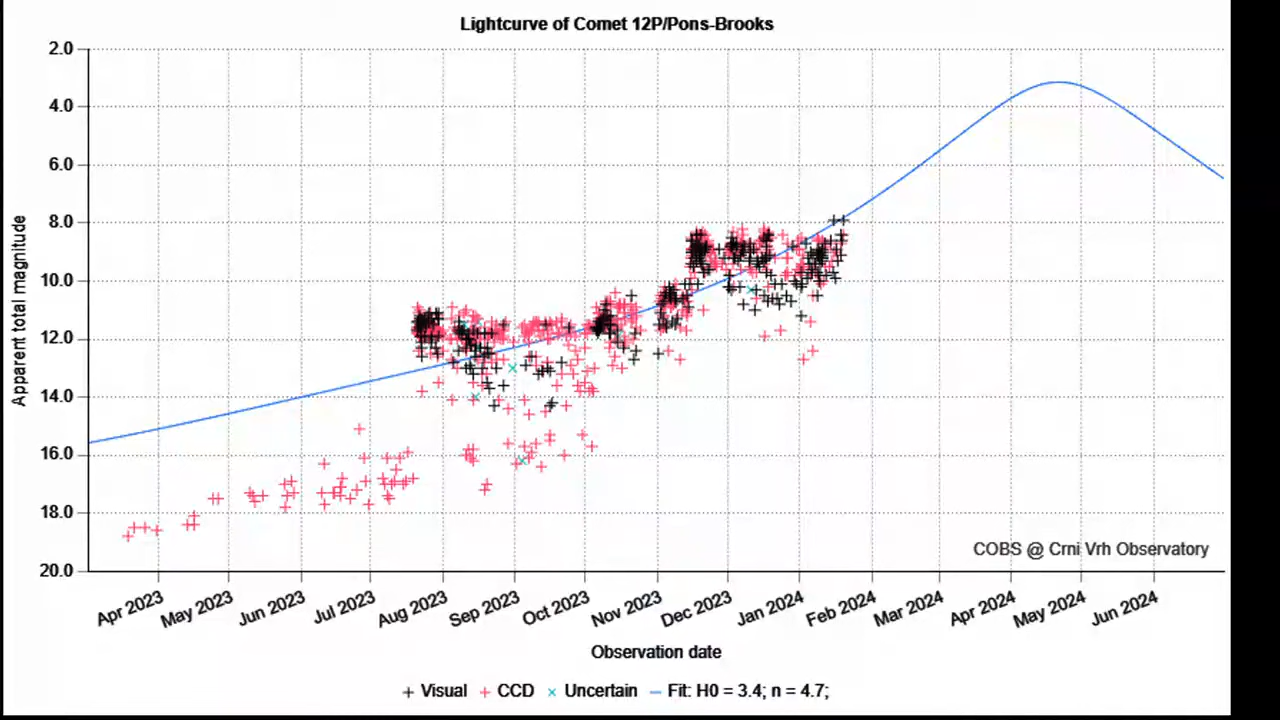 Lightcurve of Comet 12P/Pons-Brooks
2.0
4.0
6.0
8.0
10.0
12.0
14.0
16.0
18.0
20.0
Apparent total magnitude
COBS @ Crni Vrh Observatory
Apr 2023 May 2023 Jun 2023 Jul 2023 Aug 2023 Sep 2023 Oct 2023 Nov 2023 Dec 2023 Jan 2024 Feb 2024 Mar 2024 Apr 2024 May 2024 Jun 2024
Observation date
Visual CCD Uncertain Fit: H0 = 3.4; n = 4.7;